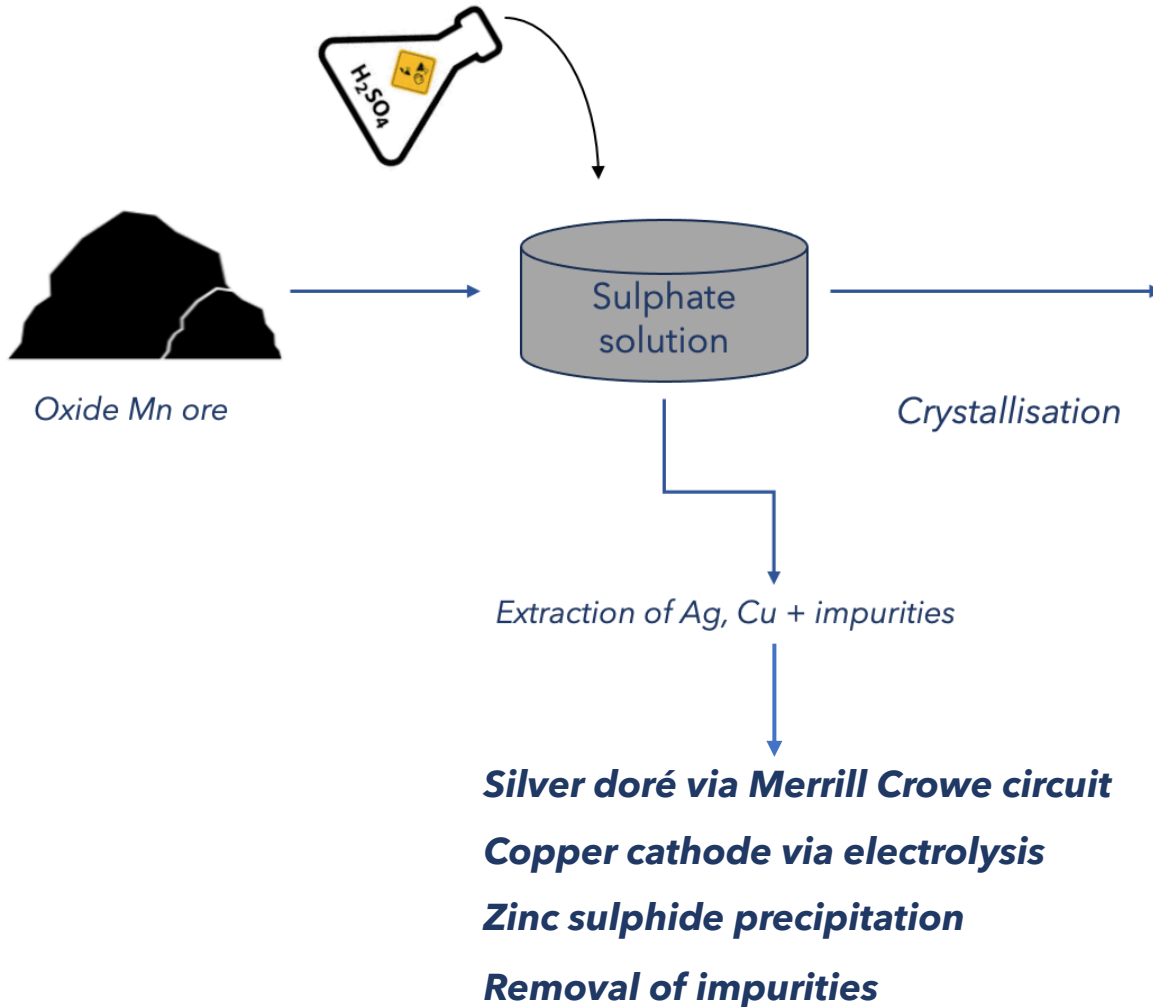 H₂SO₄
Sulphate
solution
Oxide Mn ore
Crystallisation
Extraction of Ag, Cu + impurities
Silver doré via Merrill Crowe circuit
Copper cathode via electrolysis
Zinc sulphide precipitation
Removal of impurities